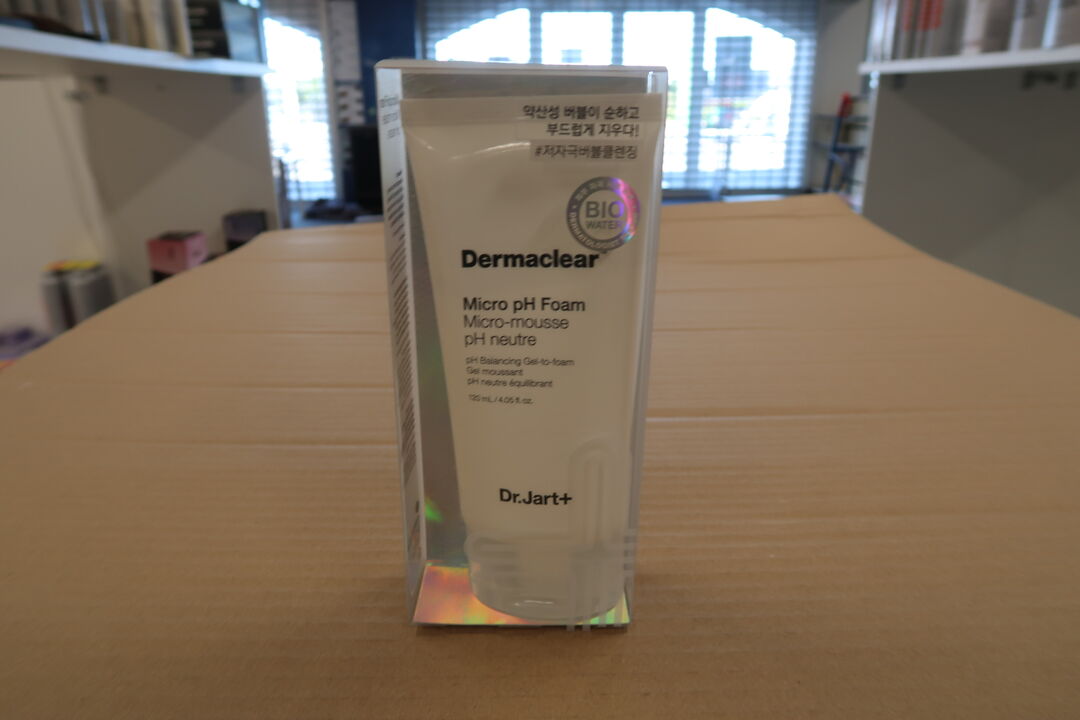 약산성 버블이 순하고
부드럽게 지우다!
#저자극버블클렌징
BIO
WATER
Dermaclear
Micro pH Foam
Micro-mousse
pH neutre
pH Balancing Gel-to-foam
Gel moussant
pH neutre équilibrant
120 mL / 4.05 fl. oz.
Dr.Jart+